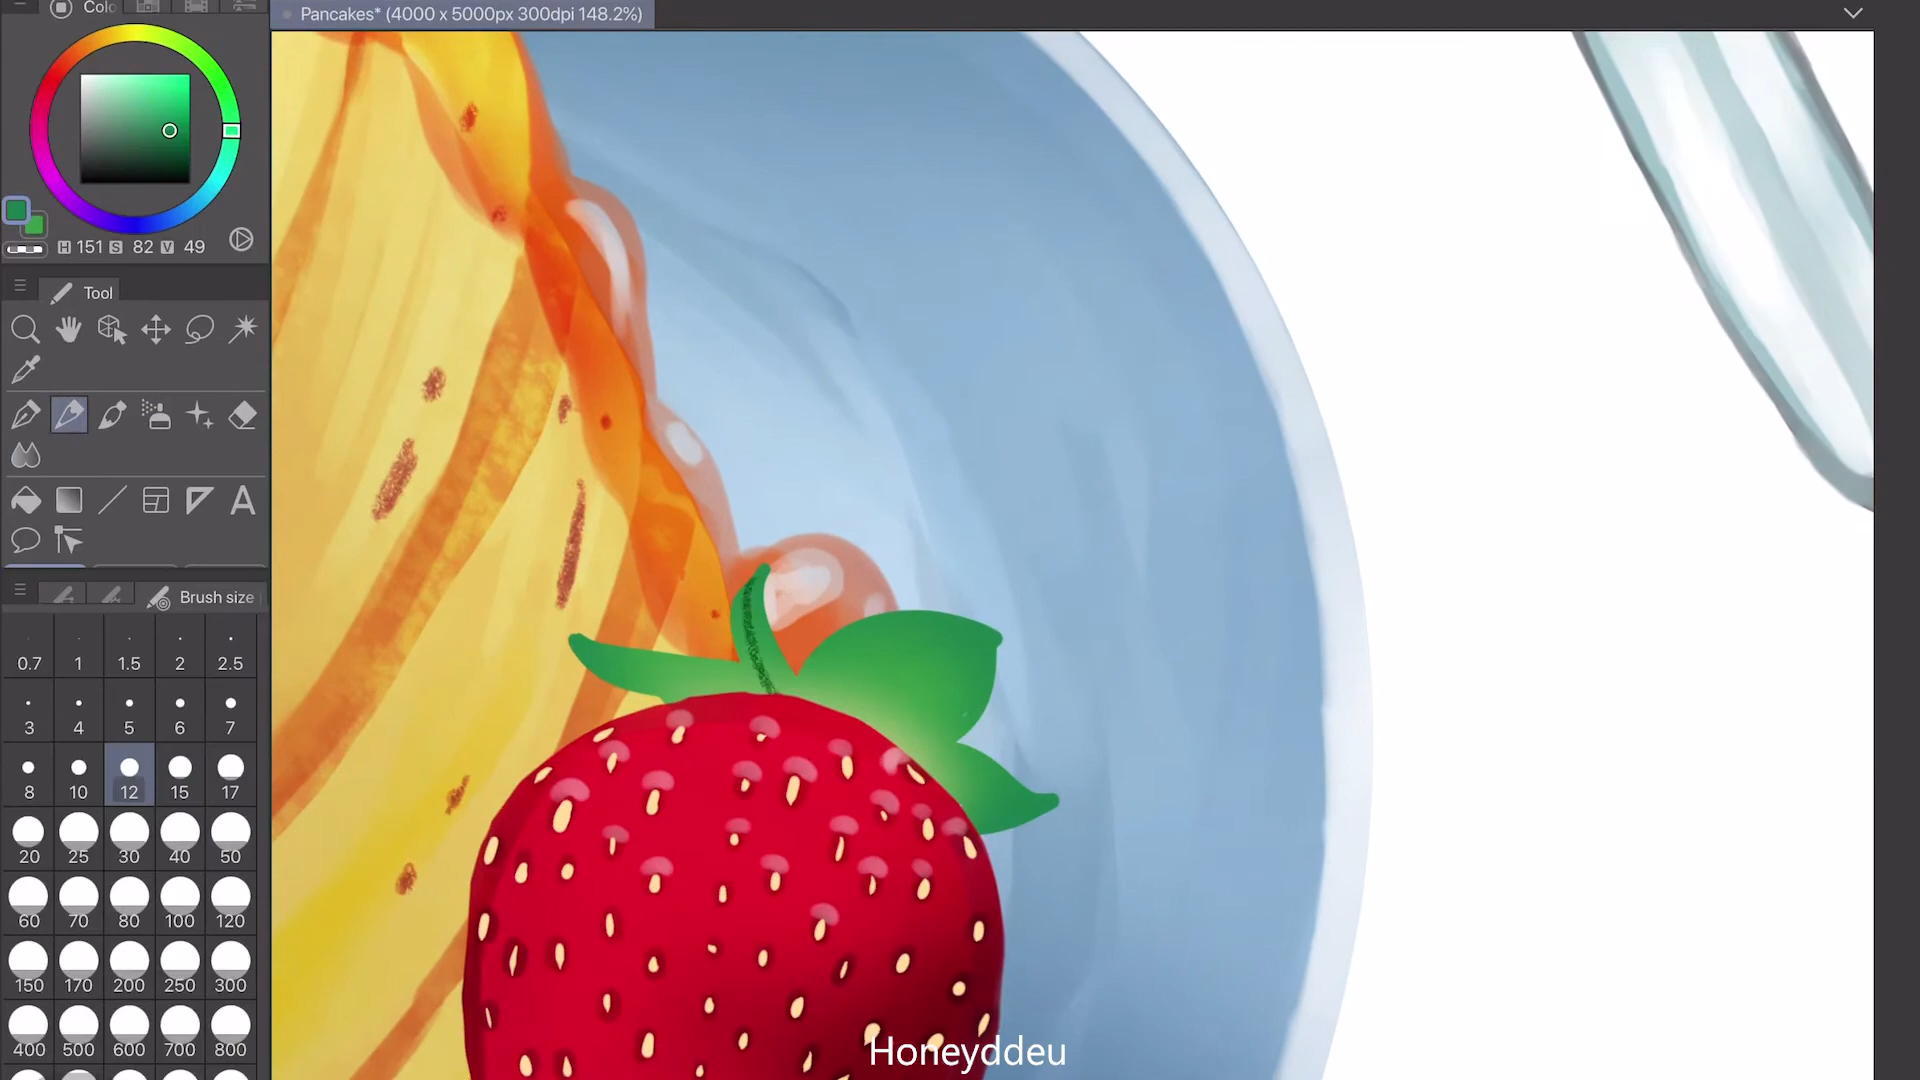 Colo
Pancakes* (4000 x 5000px 300dpi 148.2%)
H 151 S 82 V 49
Tool
A
Brush size
0.7 1 1.5 2 2.5
3 4 5 6 7
8 10 12 15 17
20 25 30 40 50
60 70 80 100 120
150 170 200 250 300
400 500 600 700 800
Honeyddeu